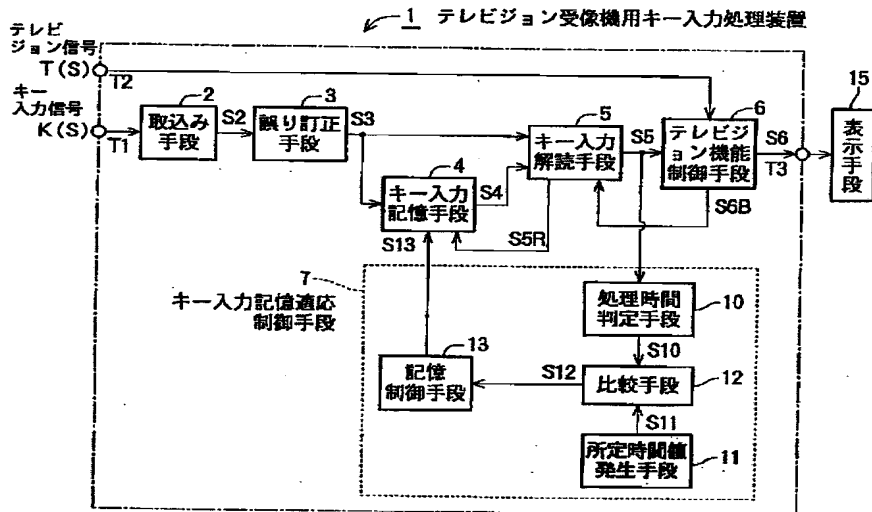 1 テレビジョン受像機用キー入力処理装置
テレビ
ジョン信号
T(S)
T2
キー
入力信号
K(S)
T1
2
取込み
手段
S2
3
誤り訂正
手段
S3
4
キー入力
記憶手段
S4
5
キー入力
解読手段
S5
6
テレビジ
ョン機能
制御手段
S6
T3
15
表示手段
S6B
S5R
S13
7
キー入力記憶適応
制御手段
処理時間
判定手段
10
S10
13
記憶
制御手段
S12
比較手段
12
S11
所定時間値
発生手段
11